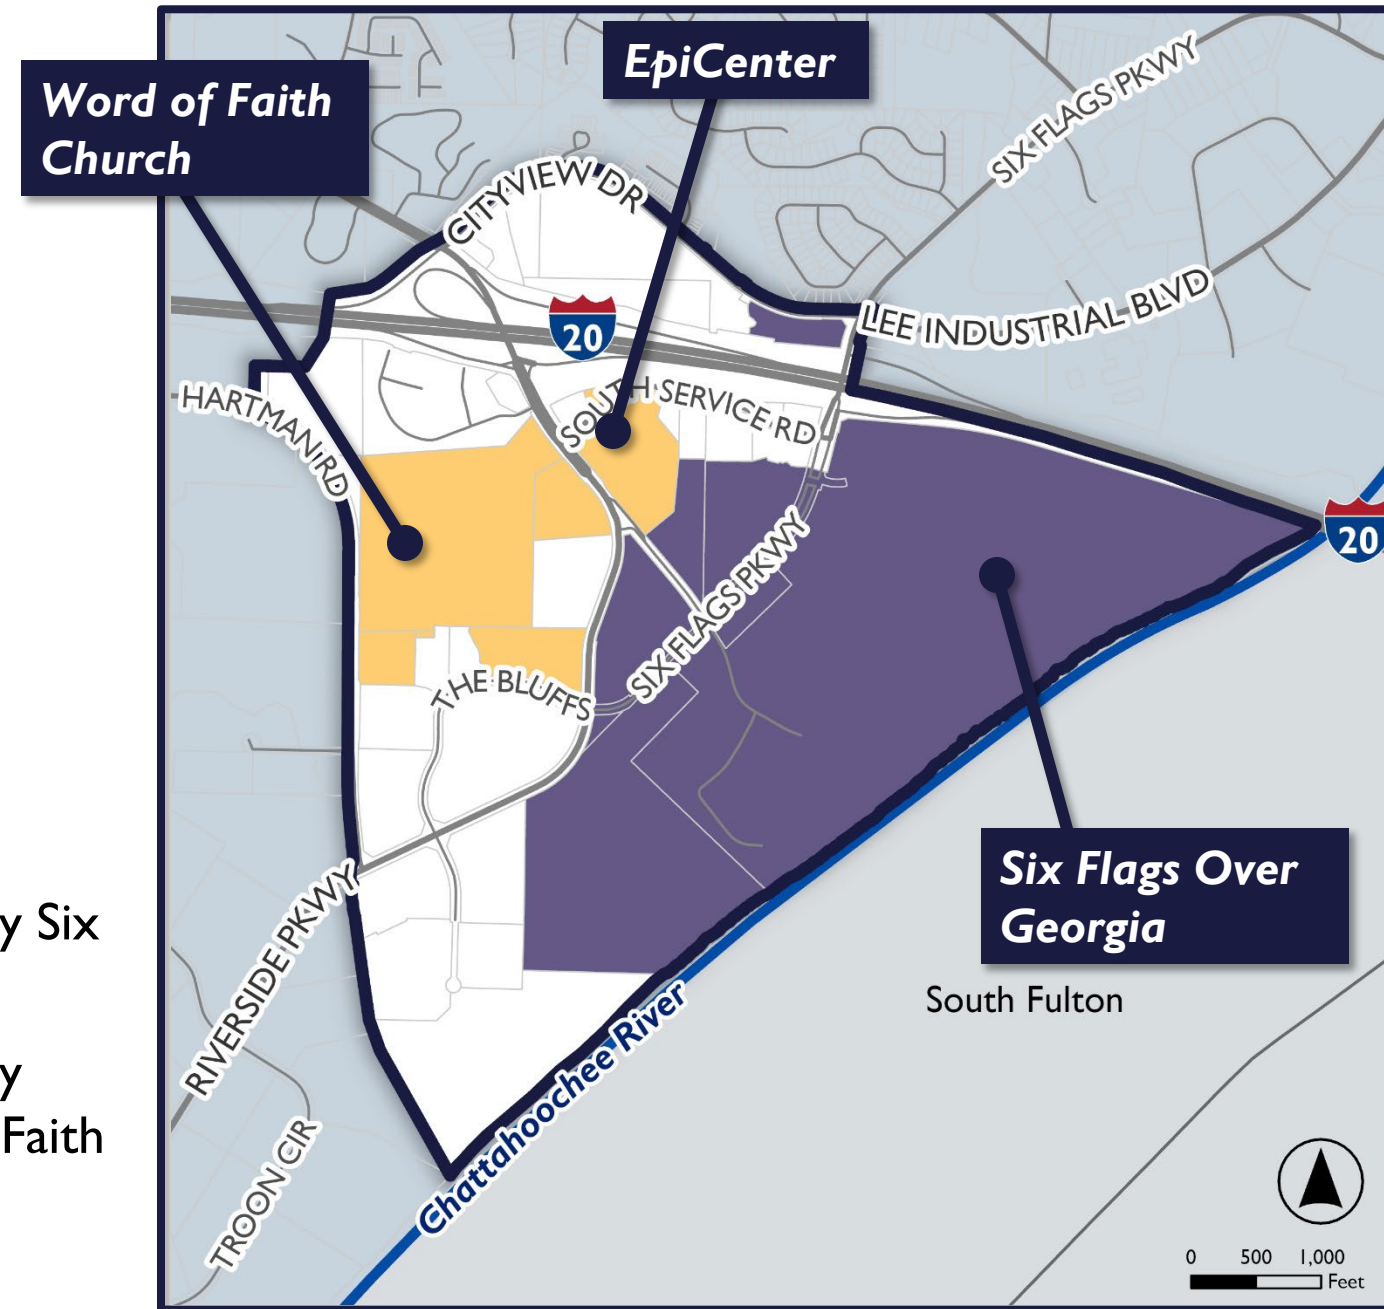 EpiCenter
Word of Faith
Church
SIX FLAGS PKWY
CITYVIEW DR
20
LEE INDUSTRIAL BLVD
HARTMAN RD
SOUTH SERVICE RD
20
SIX FLAGS PKWY
THE BLUFFS
Six Flags Over
Georgia
y Six
RIVERSIDE PKWY
South Fulton
Chattahoochee River
y
Faith
TROON CIR
0 500 1,000
Feet